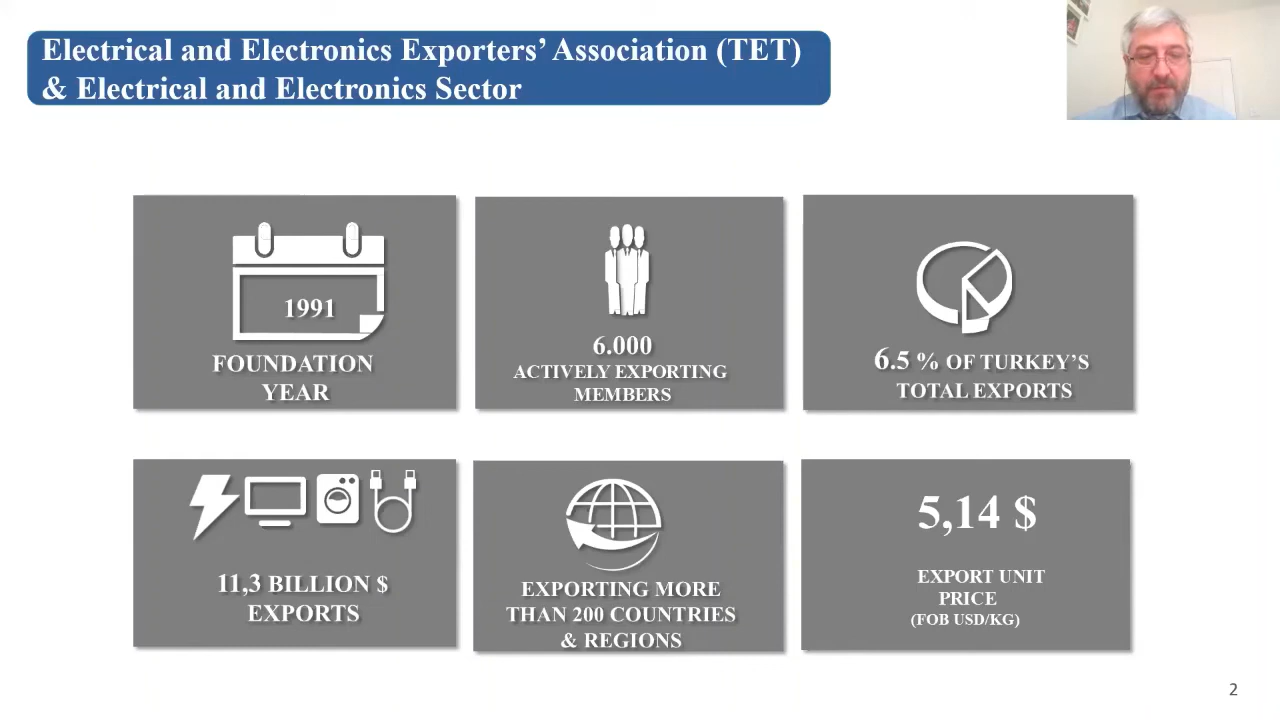 Electrical and Electronics Exporters’ Association (TET)
& Electrical and Electronics Sector
1991
FOUNDATION
YEAR
6.000
ACTIVELY EXPORTING
MEMBERS
6.5 % OF TURKEY’S
TOTAL EXPORTS
11,3 BILLION $
EXPORTS
EXPORTING MORE
THAN 200 COUNTRIES
& REGIONS
5,14 $
EXPORT UNIT
PRICE
(FOB USD/KG)
2